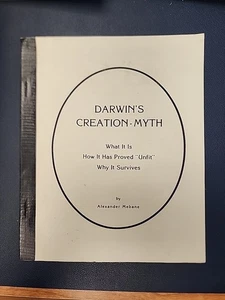 DARWIN'S
CREATION-MYTH
What It Is
How It Has Proved "Unfit"
Why It Survives
by
Alexander Mebane